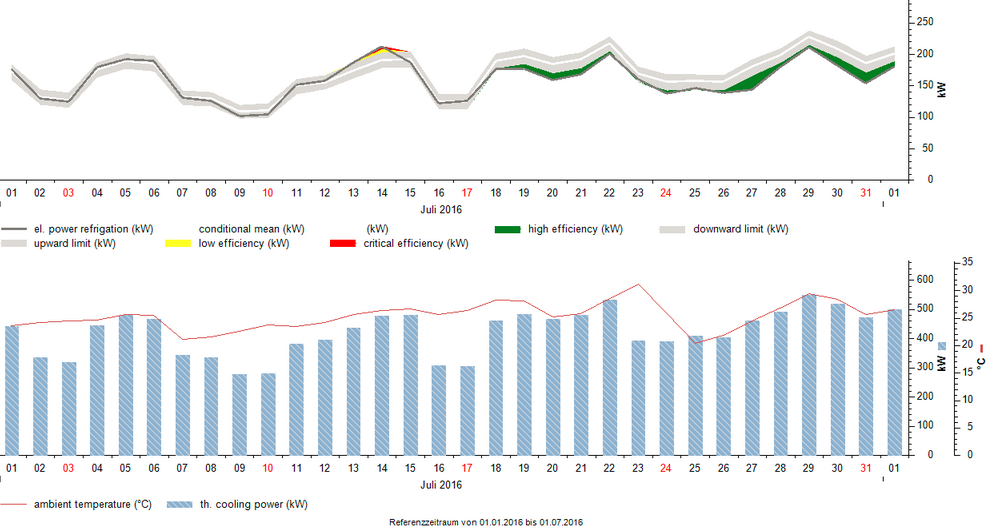 250
200
150
100
50
0
kW
01 02 03 04 05 06 07 08 09 10 11 12 13 14 15 16 17 18 19 20 21 22 23 24 25 26 27 28 29 30 31 01
Juli 2016
el. power refrigation (kW) conditional mean (kW) (kW) high efficiency (kW) downward limit (kW)
upward limit (kW) low efficiency (kW) critical efficiency (kW)
600
500
400
300
200
100
0
kW
35
30
25
20
15
10
5
0
°C
01 02 03 04 05 06 07 08 09 10 11 12 13 14 15 16 17 18 19 20 21 22 23 24 25 26 27 28 29 30 31 01
Juli 2016
ambient temperature (°C) th. cooling power (kW)
Referenzzeitraum von 01.01.2016 bis 01.07.2016